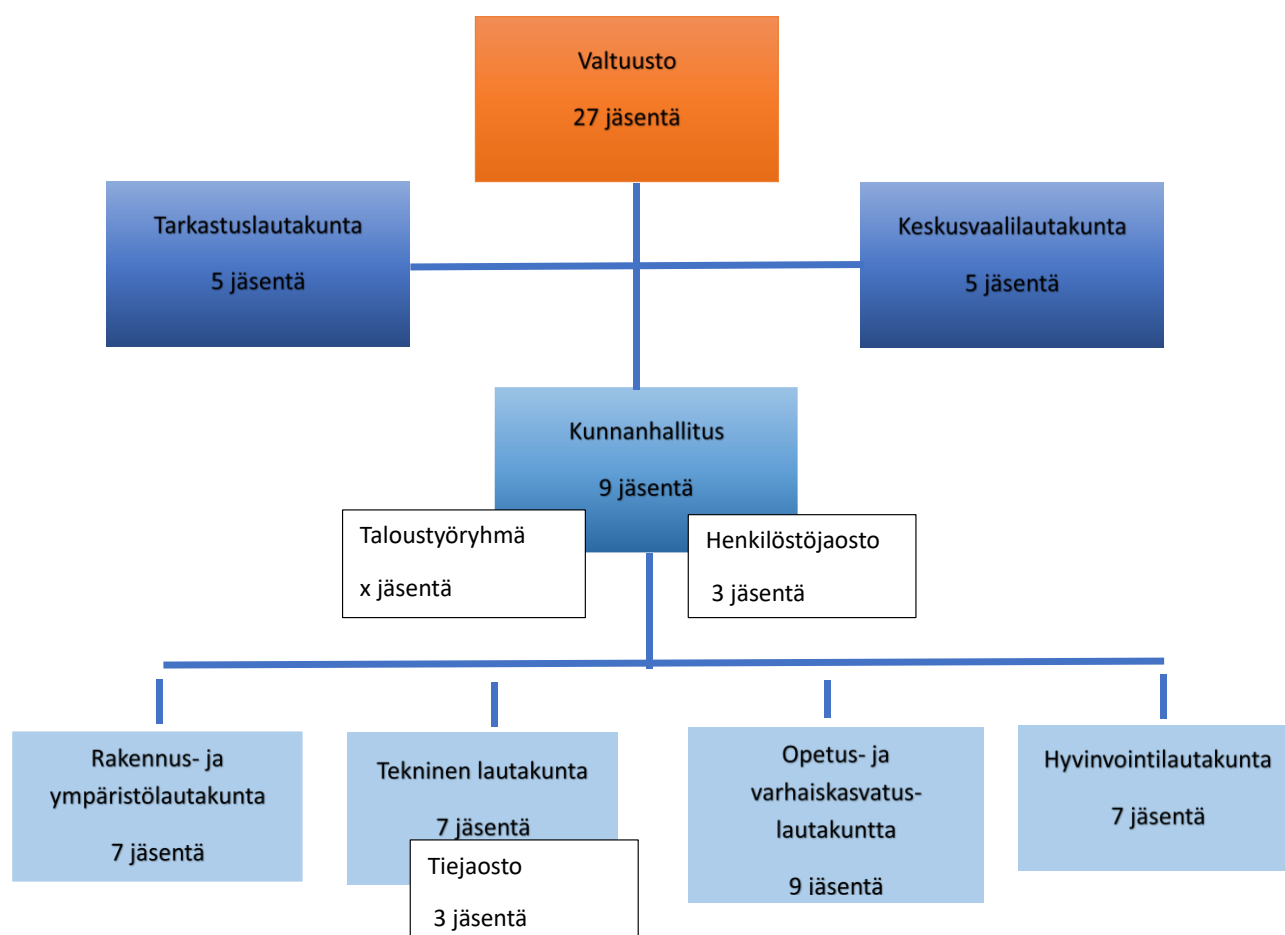 Valtuusto
27 jäsentä
Tarkastuslautakunta
5 jäsentä
Keskusvaalilautakunta
5 jäsentä
Kunnanhallitus
9 jäsentä
Taloustyöryhmä
x jäsentä
Henkilöstöjaosto
3 jäsentä
Rakennus- ja
ympäristölautakunta
7 jäsentä
Tekninen lautakunta
7 jäsentä
Tiejaosto
3 jäsentä
Opetus- ja
varhaiskasvatus-
lautakuntta
9 jäsentä
Hyvinvointilautakunta
7 jäsentä